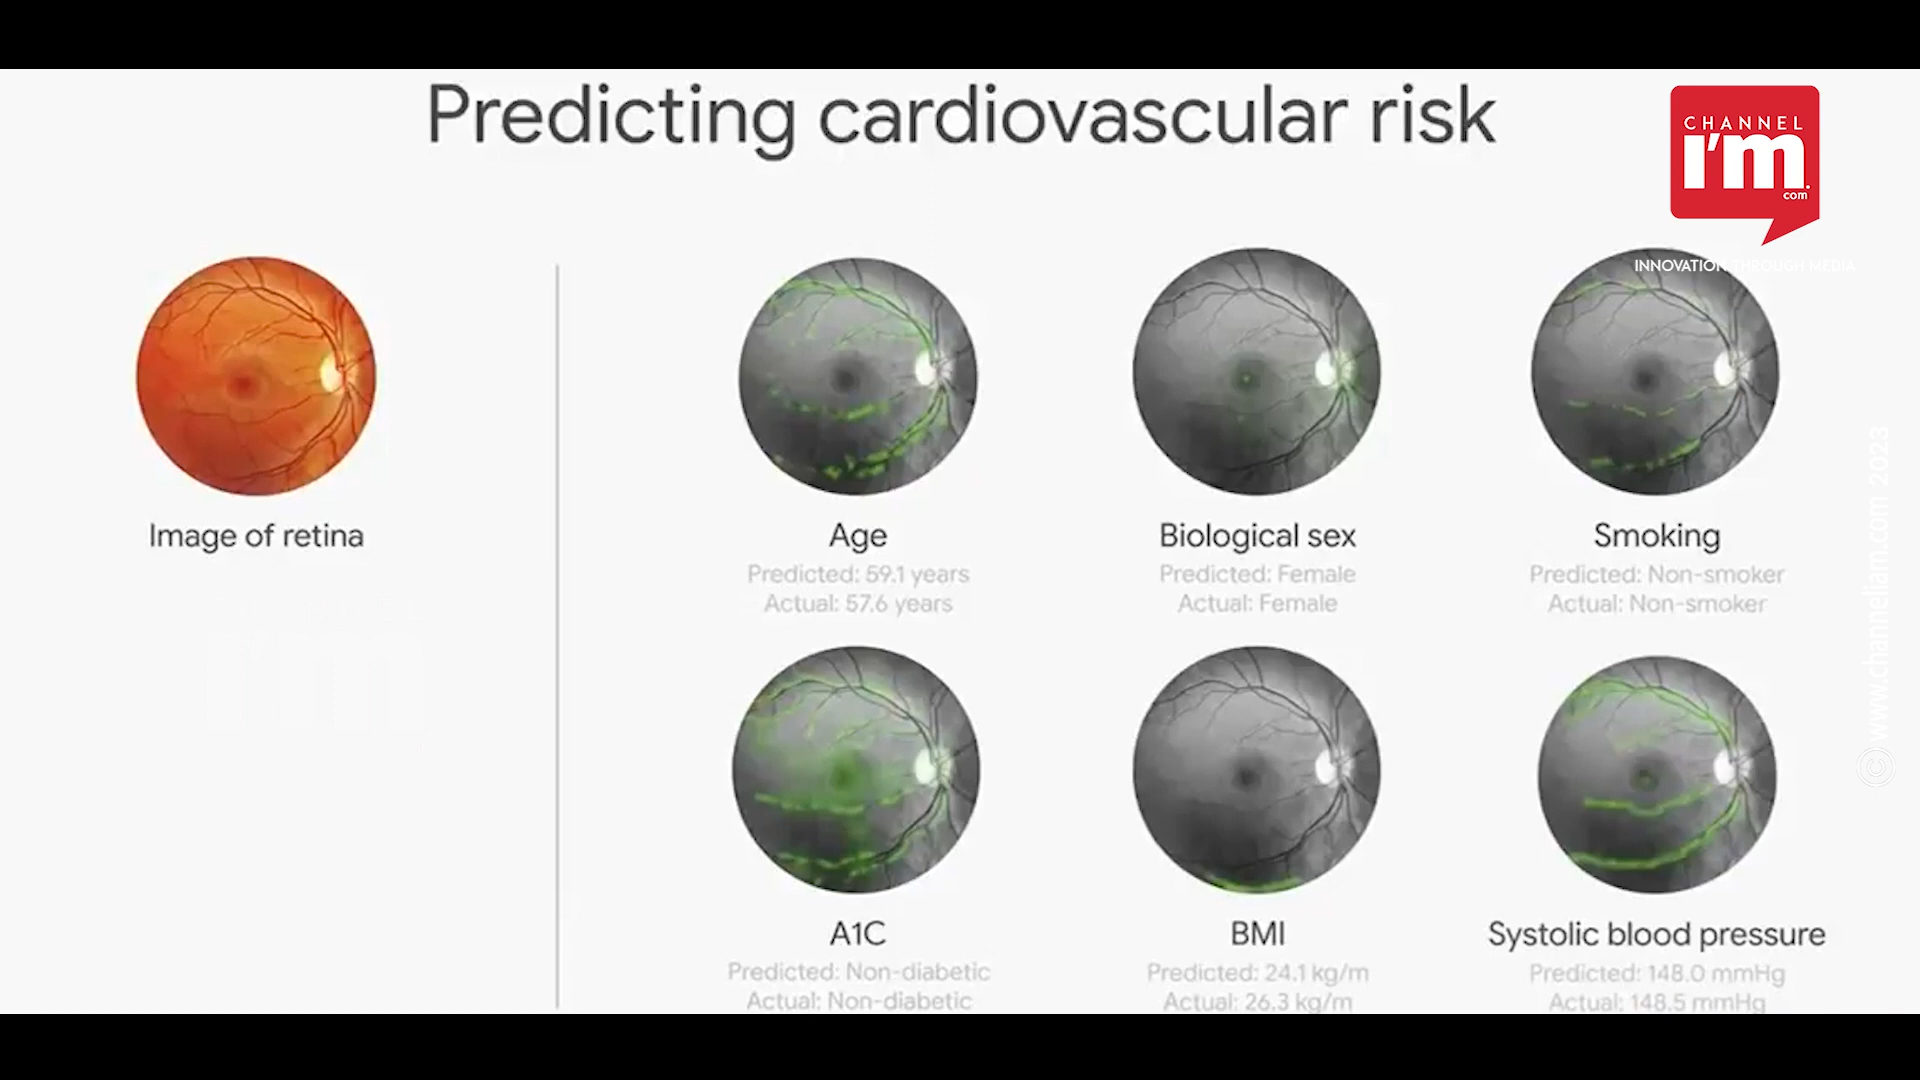 Predicting cardiovascular risk
CHANNEL
i'm
.com
INNOVATION THROUGH MEDIA
Image of retina
Age
Predicted: 59.1 years
Actual: 57.6 years
Biological sex
Predicted: Female
Actual: Female
Smoking
Predicted: Non-smoker
Actual: Non-smoker
A1C
Predicted: Non-diabetic
Actual: Non-diabetic
BMI
Predicted: 24.1 kg/m
Actual: 26.3 kg/m
Systolic blood pressure
Predicted: 148.0 mmHg
Actual: 148.5 mmHg
© www.channeliam.com 2023
i'm